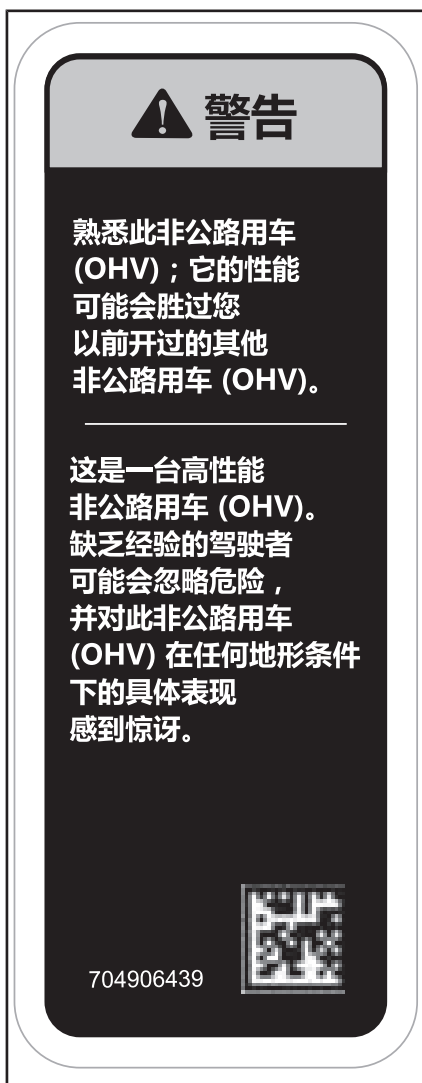 警告
熟悉此非公路用车
(OHV)；它的性能
可能会胜过您
以前开过的其他
非公路用车 (OHV)。
这是一台高性能
非公路用车 (OHV)。
缺乏经验的驾驶者
可能会忽略危险，
并对此非公路用车
(OHV) 在任何地形条件
下的具体表现
感到惊讶。
704906439